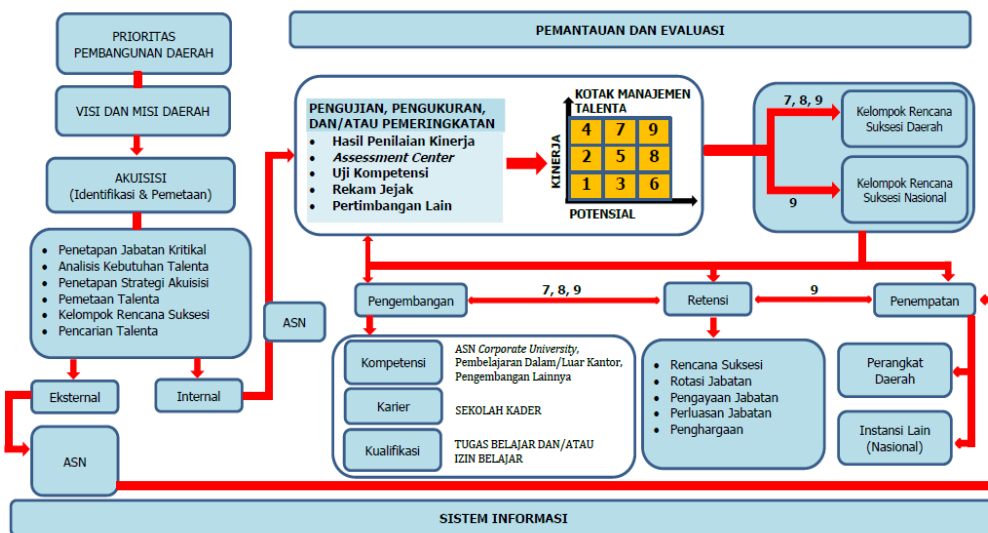 PRIORITAS
PEMBANGUNAN DAERAH
VISI DAN MISI DAERAH
AKUISISI
(Identifikasi & Pemetaan)
• Penetapan Jabatan Kritikal
• Analisis Kebutuhan Talenta
• Penetapan Strategi Akuisisi
• Pemetaan Talenta
• Kelompok Rencana Suksesi
• Pencarian Talenta
Eksternal
Internal
ASN
ASN
PEMANTAUAN DAN EVALUASI
PENGUJIAN, PENGUKURAN,
DAN/ATAU PEMERINGKATAN
• Hasil Penilaian Kinerja
• Assessment Center
• Uji Kompetensi
• Rekam Jejak
• Pertimbangan Lain
KOTAK MANAJEMEN
TALENTA
KINERJA
4 7 9
2 5 8
1 3 6
POTENSIAL
7, 8, 9
Kelompok Rencana
Suksesi Daerah
9
Kelompok Rencana
Suksesi Nasional
Pengembangan
7, 8, 9
Retensi
9
Penempatan
Kompetensi
ASN Corporate University,
Pembelajaran Dalam/Luar Kantor,
Pengembangan Lainnya
Karier
SEKOLAH KADER
Kualifikasi
TUGAS BELAJAR DAN/ATAU
IZIN BELAJAR
• Rencana Suksesi
• Rotasi Jabatan
• Pengayaan Jabatan
• Perluasan Jabatan
• Penghargaan
Perangkat
Daerah
Instansi Lain
(Nasional)
SISTEM INFORMASI